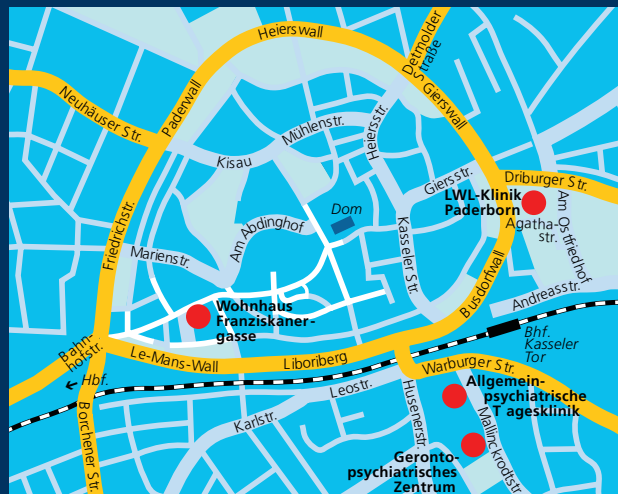 Heierswall
Detmolder
Straße
Neuhäuser Str.
Paderwall
Gierswall
Mühlenstr.
Heiersstr.
Kisau
Giersstr.
Driburger Str.
LWL-Klinik
Paderborn
Dom
Am Abdinghof
Kasseler Str.
Agatha-
str.
Am Ostfriedhof
Friedrichstr.
Marienstr.
Busdorfwall
Andreasstr.
Wohnhaus
Franziskaner-
gasse
Bhf.
Kasseler
Tor
Bahn-
hofstr.
Le-Mans-Wall
Liboriberg
Warburger Str.
Hbf.
Leostr.
Allgemein-
psychiatrische
T agesklinik
Borchener Str.
Karlstr.
Husenerstr.
Mallinckrodtstr.
Geronto-
psychiatrisches
Zentrum